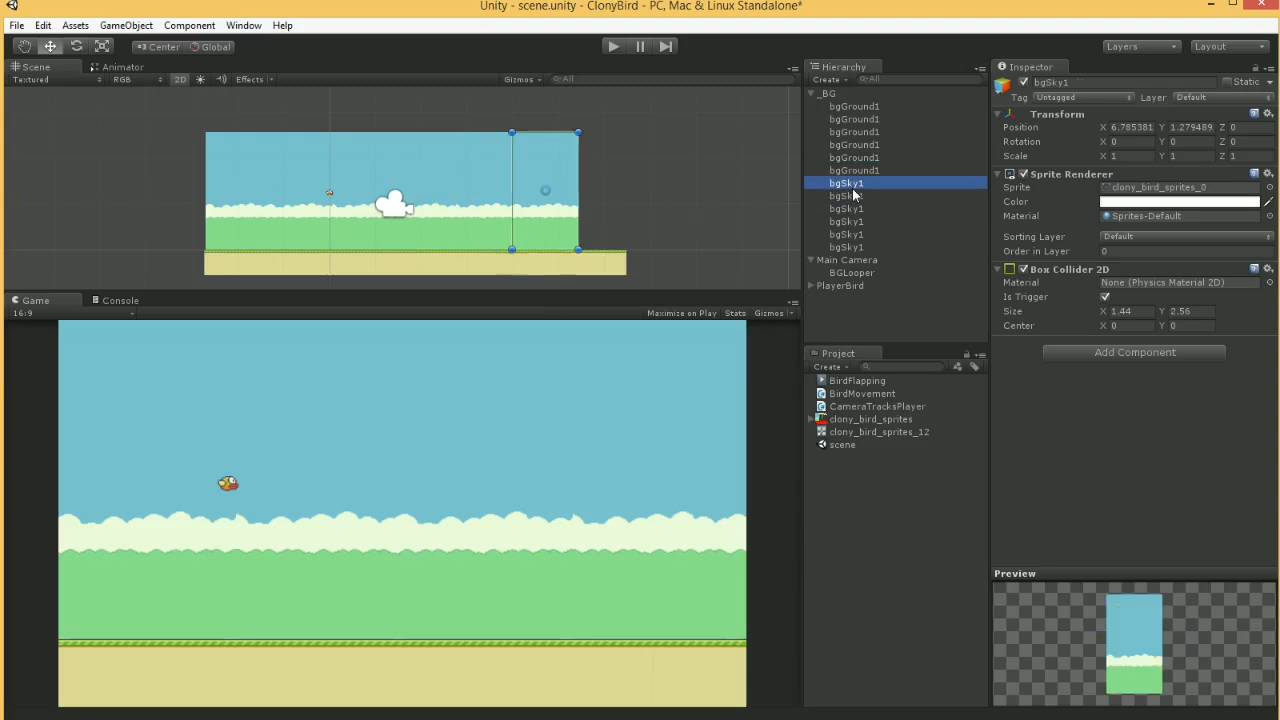 Unity - scene.unity - ClonyBird - PC, Mac & Linux Standalone*
File Edit Assets GameObject Component Window Help
Center Global Layers Layout
Scene Animator
Textured RGB 2D Effects Gizmos All
Game Console
16:9 Maximize on Play Stats Gizmos
Hierarchy
Create All
_BG
bgGround1
bgGround1
bgGround1
bgGround1
bgGround1
bgGround1
bgSky1
bgSky1
bgSky1
bgSky1
bgSky1
bgSky1
Main Camera
BGLooper
PlayerBird
Project
Create
BirdFlapping
BirdMovement
CameraTracksPlayer
clony_bird_sprites
clony_bird_sprites_12
scene
Inspector
bgSky1 Static
Tag Untagged Layer Default
Transform
Position X 6.785381 Y 1.279489 Z 0
Rotation X 0 Y 0 Z 0
Scale X 1 Y 1 Z 1
Sprite Renderer
Sprite clony_bird_sprites_0
Color
Material Sprites-Default
Sorting Layer Default
Order in Layer 0
Box Collider 2D
Material None (Physics Material 2D)
Is Trigger
Size X 1.44 Y 2.56
Center X 0 Y 0
Add Component
Preview